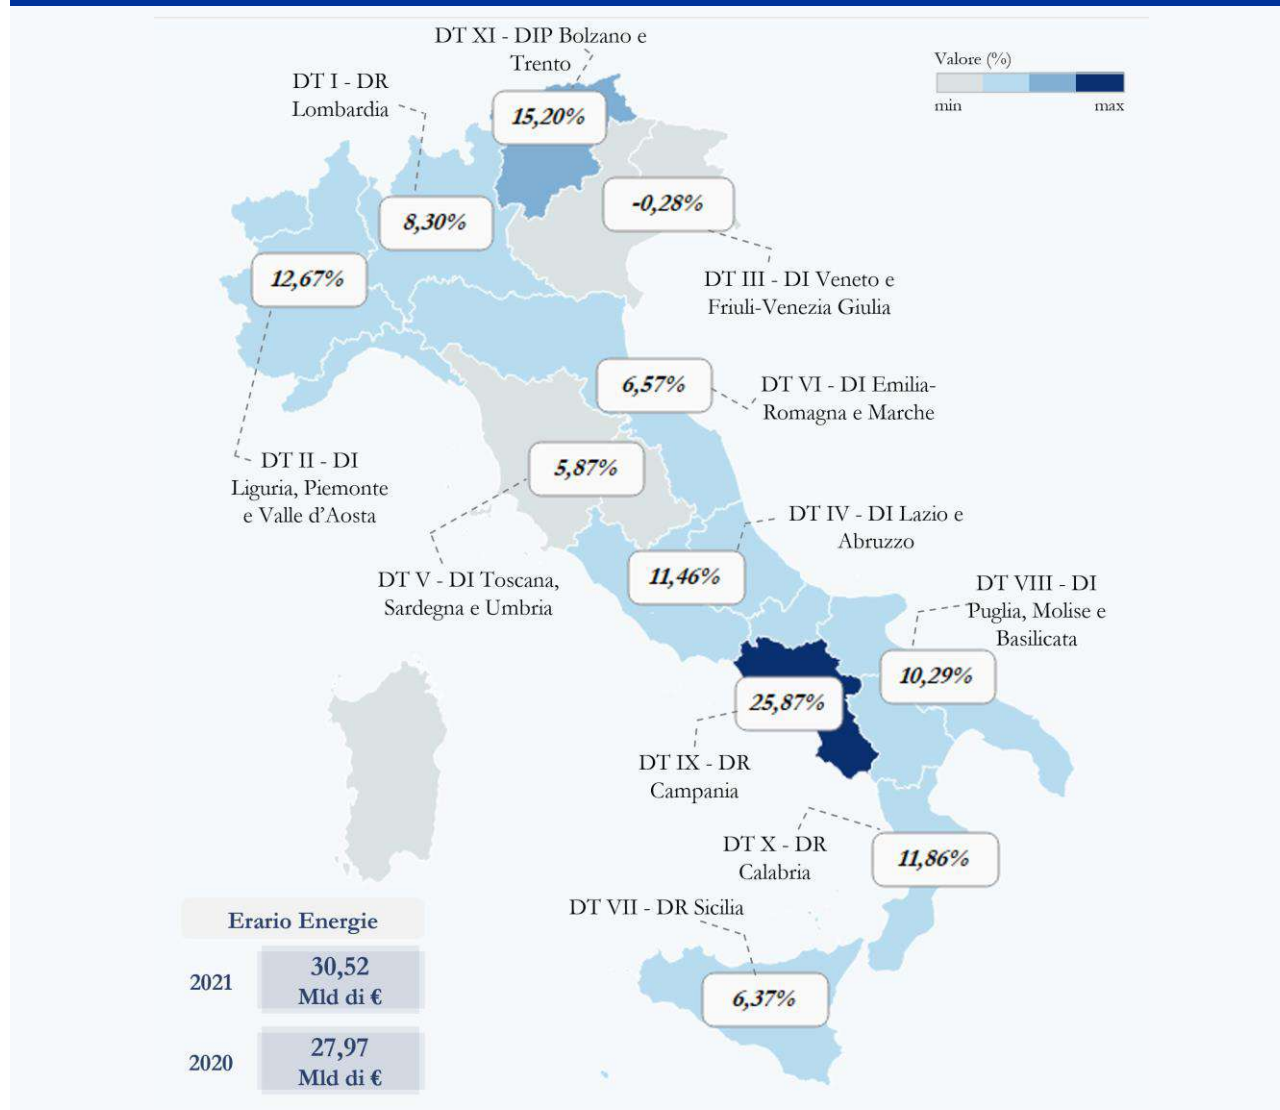 DT XI - DIP Bolzano e
Trento
Valore (%)
min
max
DT I - DR
Lombardia
15,20%
-0,28%
8,30%
12,67%
DT III - DI Veneto e
Friuli-Venezia Giulia
6,57%
DT VI - DI Emilia-
Romagna e Marche
DT II - DI
Liguria, Piemonte
e Valle d'Aosta
5,87%
DT IV - DI Lazio e
Abruzzo
DT V - DI Toscana,
Sardegna e Umbria
11,46%
DT VIII - DI
Puglia, Molise e
Basilicata
10,29%
25,87%
DT IX - DR
Campania
DT X - DR
Calabria
11,86%
DT VII - DR Sicilia
6,37%
Erario Energie
2021
30,52
Mld di €
2020
27,97
Mld di €